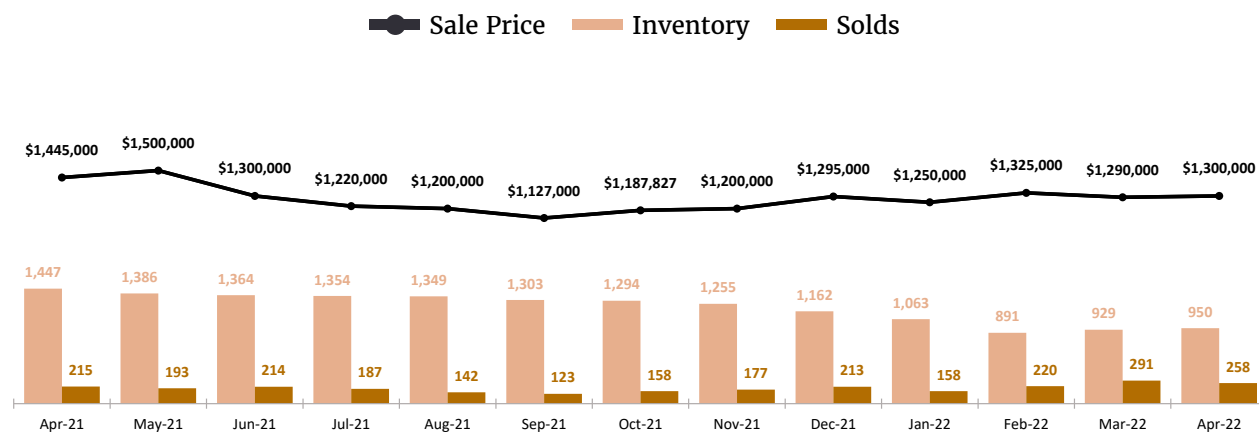 Sale Price Inventory Solds
$1,445,000 $1,500,000 $1,300,000 $1,220,000 $1,200,000 $1,127,000 $1,187,827 $1,200,000 $1,295,000 $1,250,000 $1,325,000 $1,290,000 $1,300,000
1,447 1,386 1,364 1,354 1,349 1,303 1,294 1,255 1,162 1,063 891 929 950
215 193 214 187 142 123 158 177 213 158 220 291 258
Apr-21 May-21 Jun-21 Jul-21 Aug-21 Sep-21 Oct-21 Nov-21 Dec-21 Jan-22 Feb-22 Mar-22 Apr-22